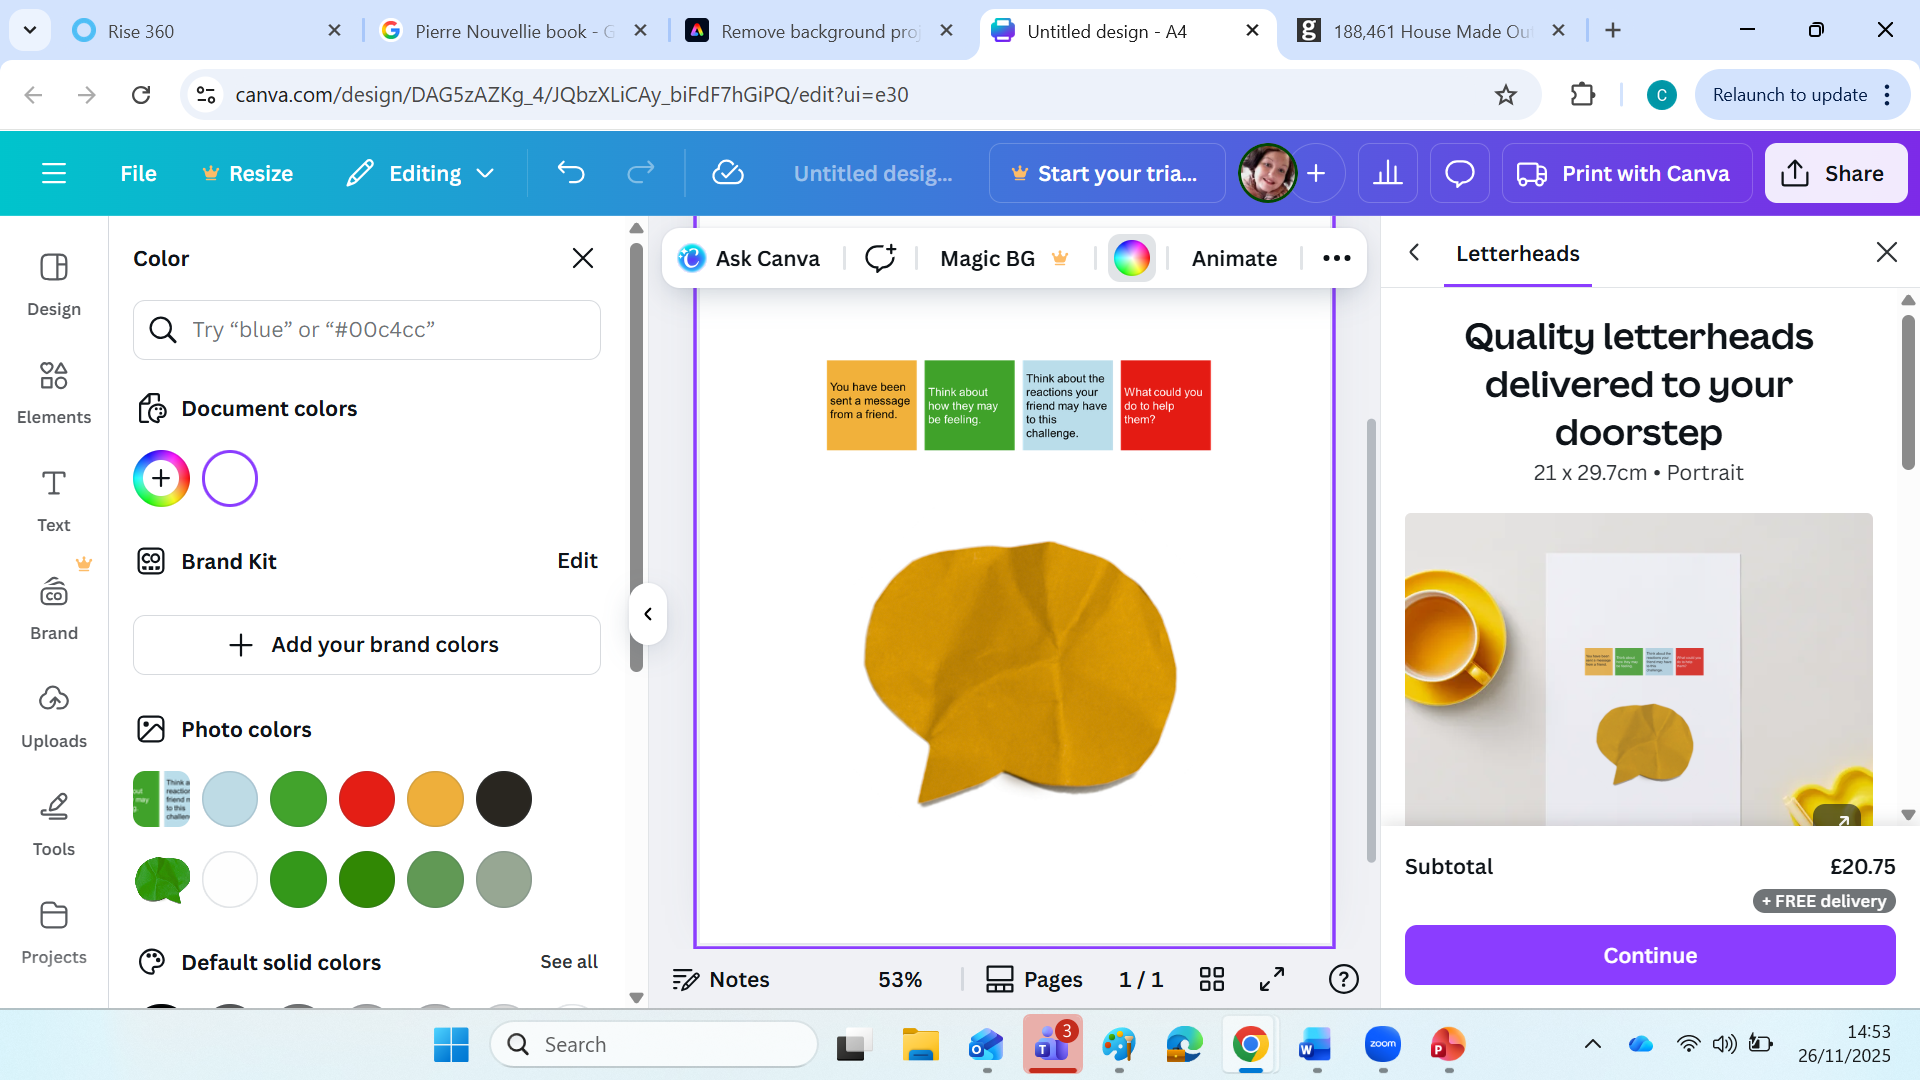 Rise 360
Pierre Nouvellie book - G
Remove background proj
Untitled design - A4
188,461 House Made Out
canva.com/design/DAG5zAZKg_4/JQbzXLiCAy_biFdF7hGiPQ/edit?ui=e30
C
Relaunch to update
File
Resize
Editing
Untitled desig...
Start your tria...
Print with Canva
Share
Design
Elements
Text
Brand
Uploads
Tools
Projects
Color
Try “blue” or “#00c4cc”
Document colors
Brand Kit
Edit
Add your brand colors
Photo colors
Default solid colors
See all
Ask Canva
Magic BG
Animate
You have been
sent a message
from a friend.
Think about
how they may
be feeling.
Think about the
reactions your
friend may have
to this
challenge.
What could you
do to help
them?
Notes
53%
Pages
1 / 1
Letterheads
Quality letterheads
delivered to your
doorstep
21 x 29.7cm • Portrait
Subtotal
£20.75
+ FREE delivery
Continue
Search
3
zoom
14:53
26/11/2025